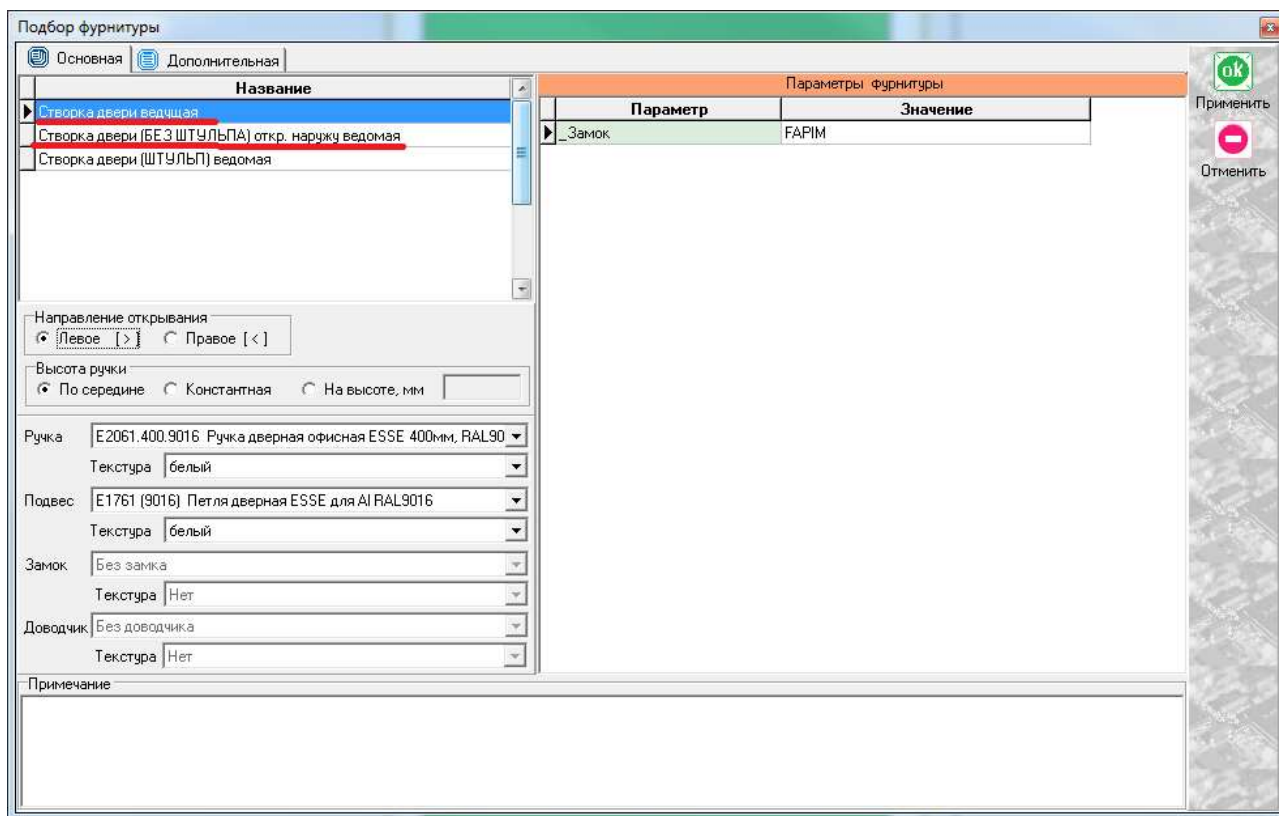 Подбор фурнитуры
Основная
Дополнительная
Название
Створка двери ведущая
Створка двери (БЕЗ ШТУЛЬПА) откр. наружу ведомая
Створка двери (ШТУЛЬП) ведомая
Параметры фурнитуры
Параметр Значение
_Замок FAPIM
ok
Применить
Отменить
Направление открывания
Левое [>] Правое [<]
Высота ручки
По середине Константная На высоте, мм
Ручка E2061.400.9016 Ручка дверная офисная ESSE 400мм, RAL90
Текстура белый
Подвес E1761 (9016) Петля дверная ESSE для Al RAL9016
Текстура белый
Замок Без замка
Текстура Нет
Доводчик Без доводчика
Текстура Нет
Примечание